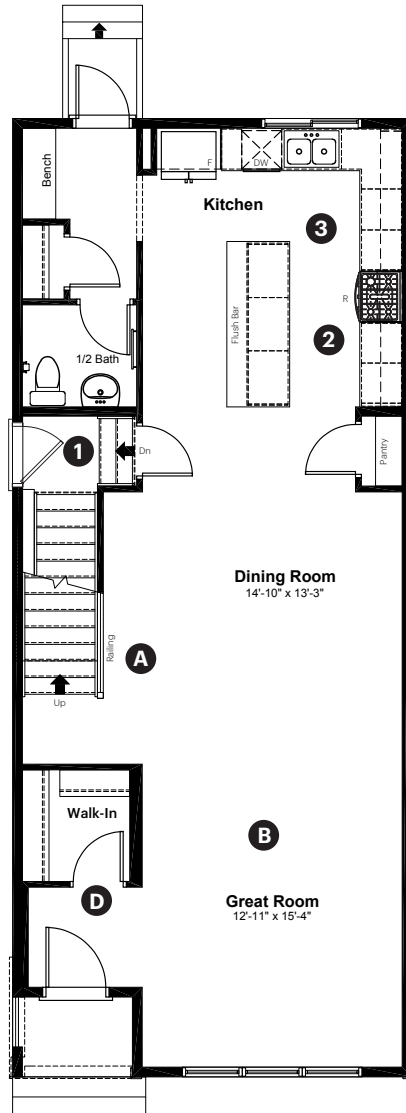 Bench
F
DW
Kitchen
3
R
Flush Bar
2
1/2 Bath
1
Dn
Pantry
Dining Room
14'-10" x 13'-3"
Railing
A
Up
Walk-In
B
D
Great Room
12'-11" x 15'-4"